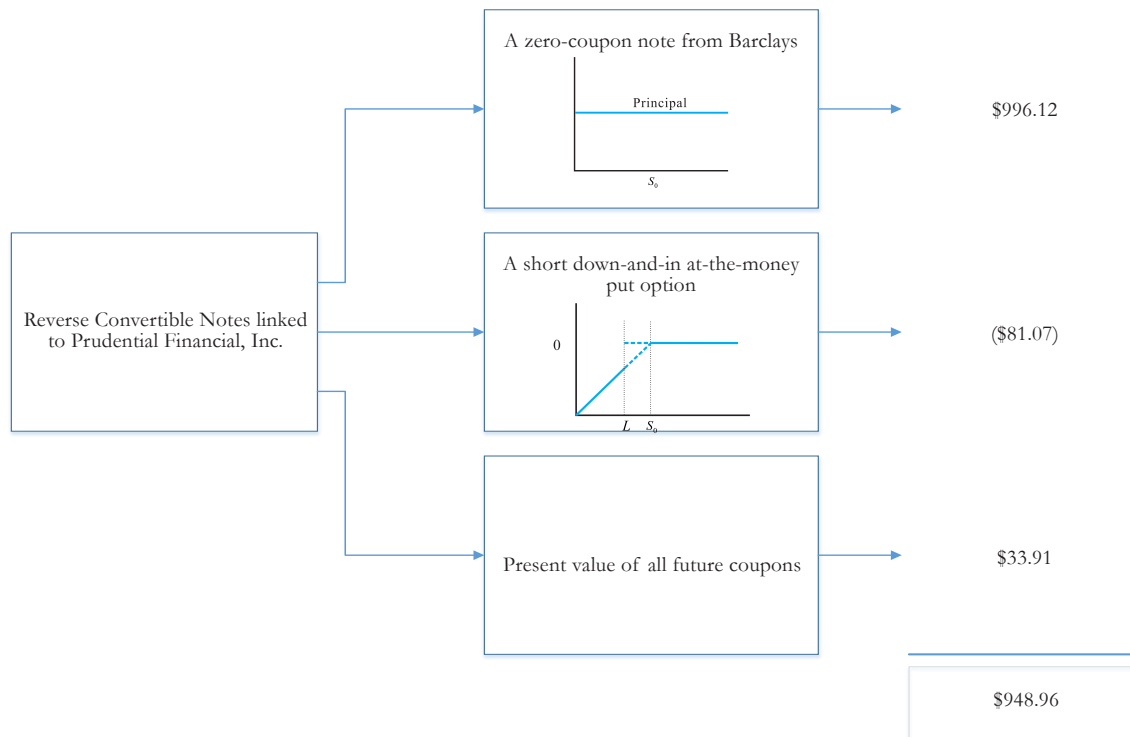 A zero-coupon note from Barclays
Principal
S₀
$996.12
Reverse Convertible Notes linked
to Prudential Financial, Inc.
A short down-and-in at-the-money
put option
0
L S₀
($81.07)
Present value of all future coupons
$33.91
$948.96